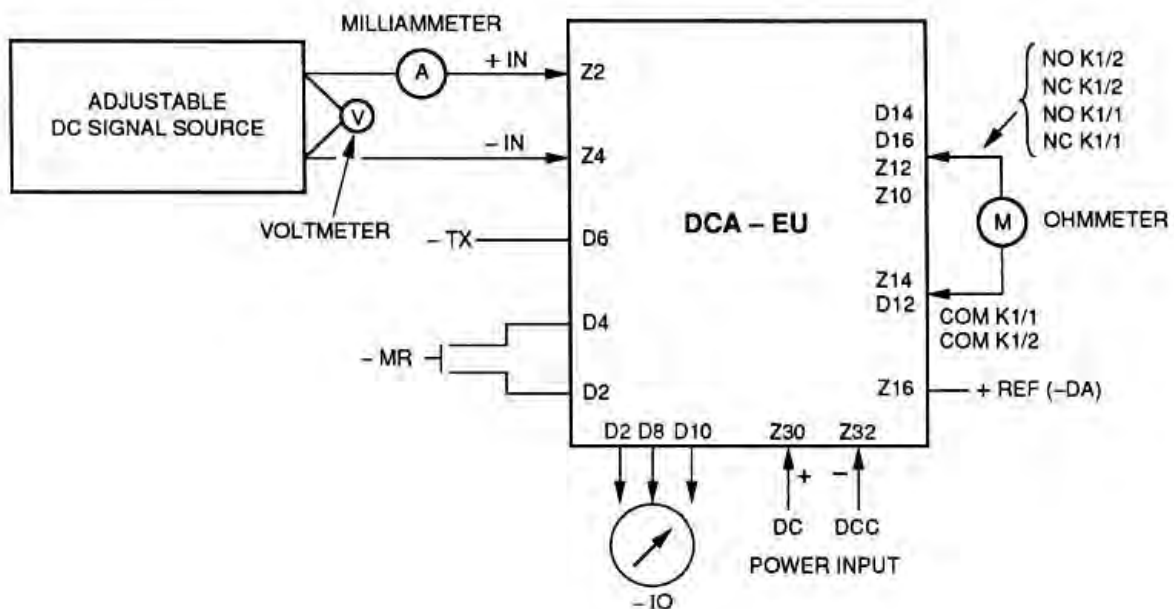 MILLIAMMETER
ADJUSTABLE
DC SIGNAL SOURCE
A
+ IN
V
- IN
VOLTMETER
Z2
Z4
- TX
D6
D4
- MR
D2
DCA – EU
D14
D16
Z12
Z10
NO K1/2
NC K1/2
NO K1/1
NC K1/1
M
OHMMETER
Z14
D12
COM K1/1
COM K1/2
Z16
+ REF (–DA)
D2 D8 D10 Z30 Z32
+ –
DC DCC
POWER INPUT
– IO